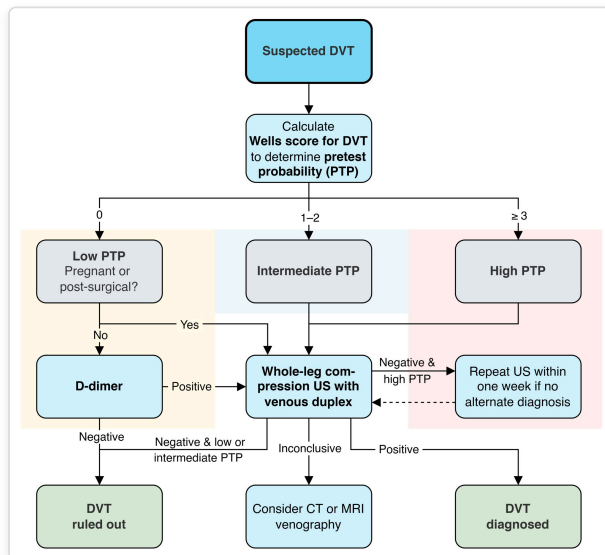 Suspected DVT
Calculate
Wells score for DVT
to determine pretest
probability (PTP)
0
1–2
≥ 3
Low PTP
Pregnant or
post-surgical?
Intermediate PTP
High PTP
Yes
No
D-dimer
Positive
Whole-leg com-
pression US with
venous duplex
Negative &
high PTP
Repeat US within
one week if no
alternate diagnosis
Negative
Negative & low or
intermediate PTP
Inconclusive
Positive
DVT
ruled out
Consider CT or MRI
venography
DVT
diagnosed